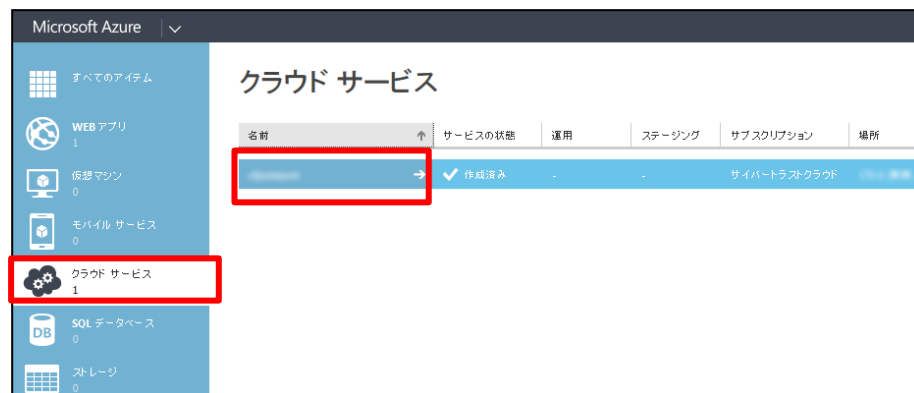 Microsoft Azure
すべてのアイテム
クラウド サービス
WEB アプリ
1
名前 サービスの状態 運用 ステージング サブスクリプション 場所
仮想マシン
0
作成済み - - サイバートラストクラウド
モバイル サービス
0
クラウド サービス
1
DB
SQL データベース
0
ストレージ
0